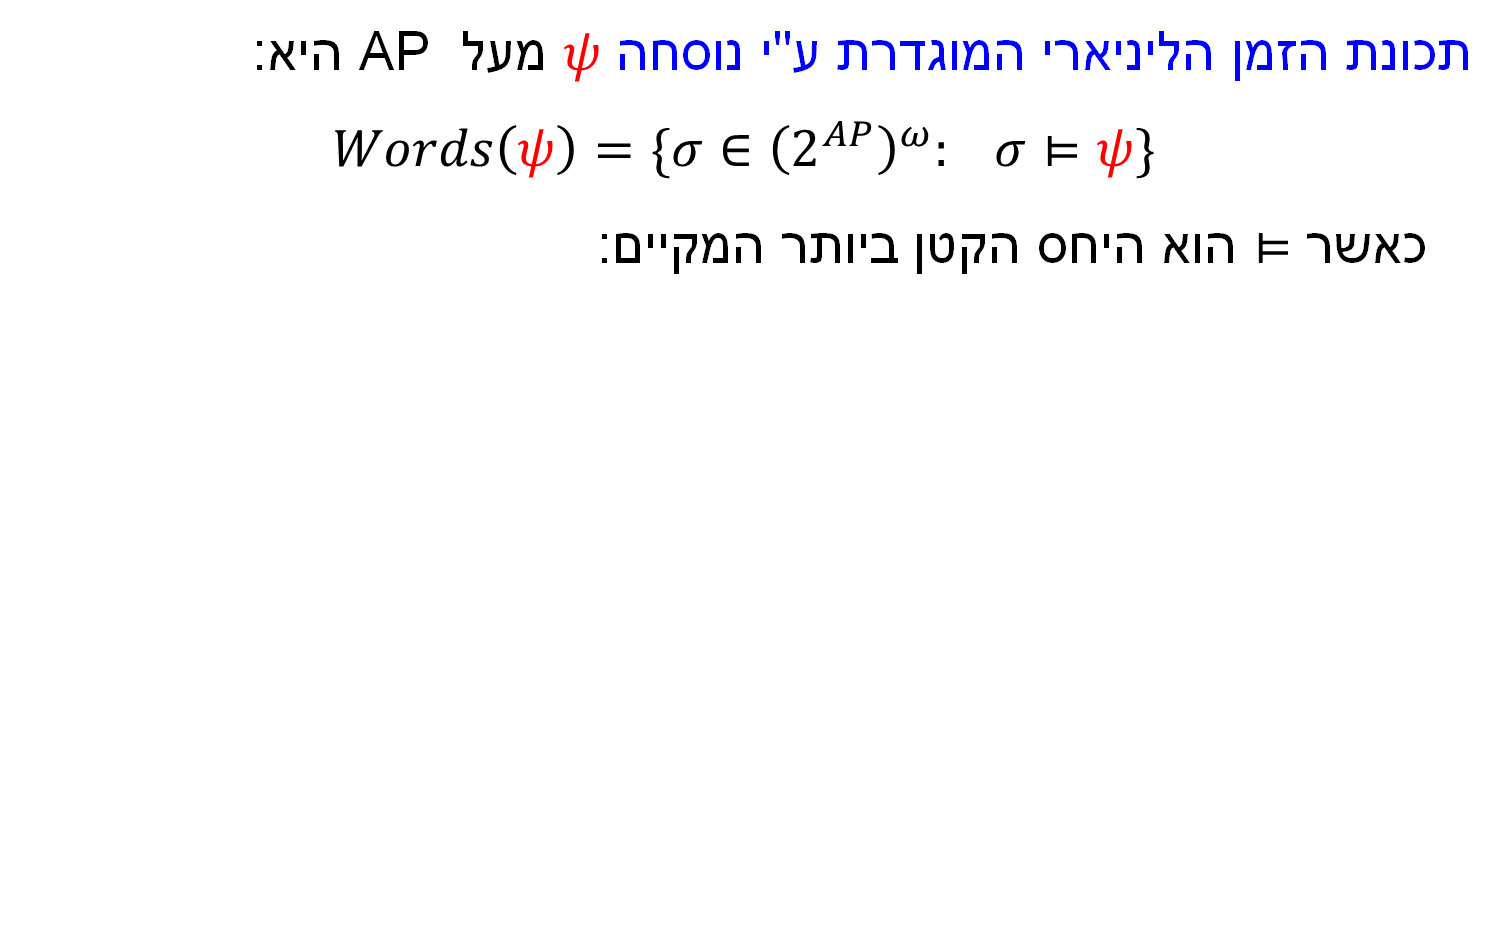 תכונת הזמן הליניארי המוגדרת ע"י נוסחה ψ מעל AP היא:
Words(ψ) = {σ ∈ (2^{AP})^ω: σ ⊨ ψ}
כאשר ⊨ הוא היחס הקטן ביותר המקיים: